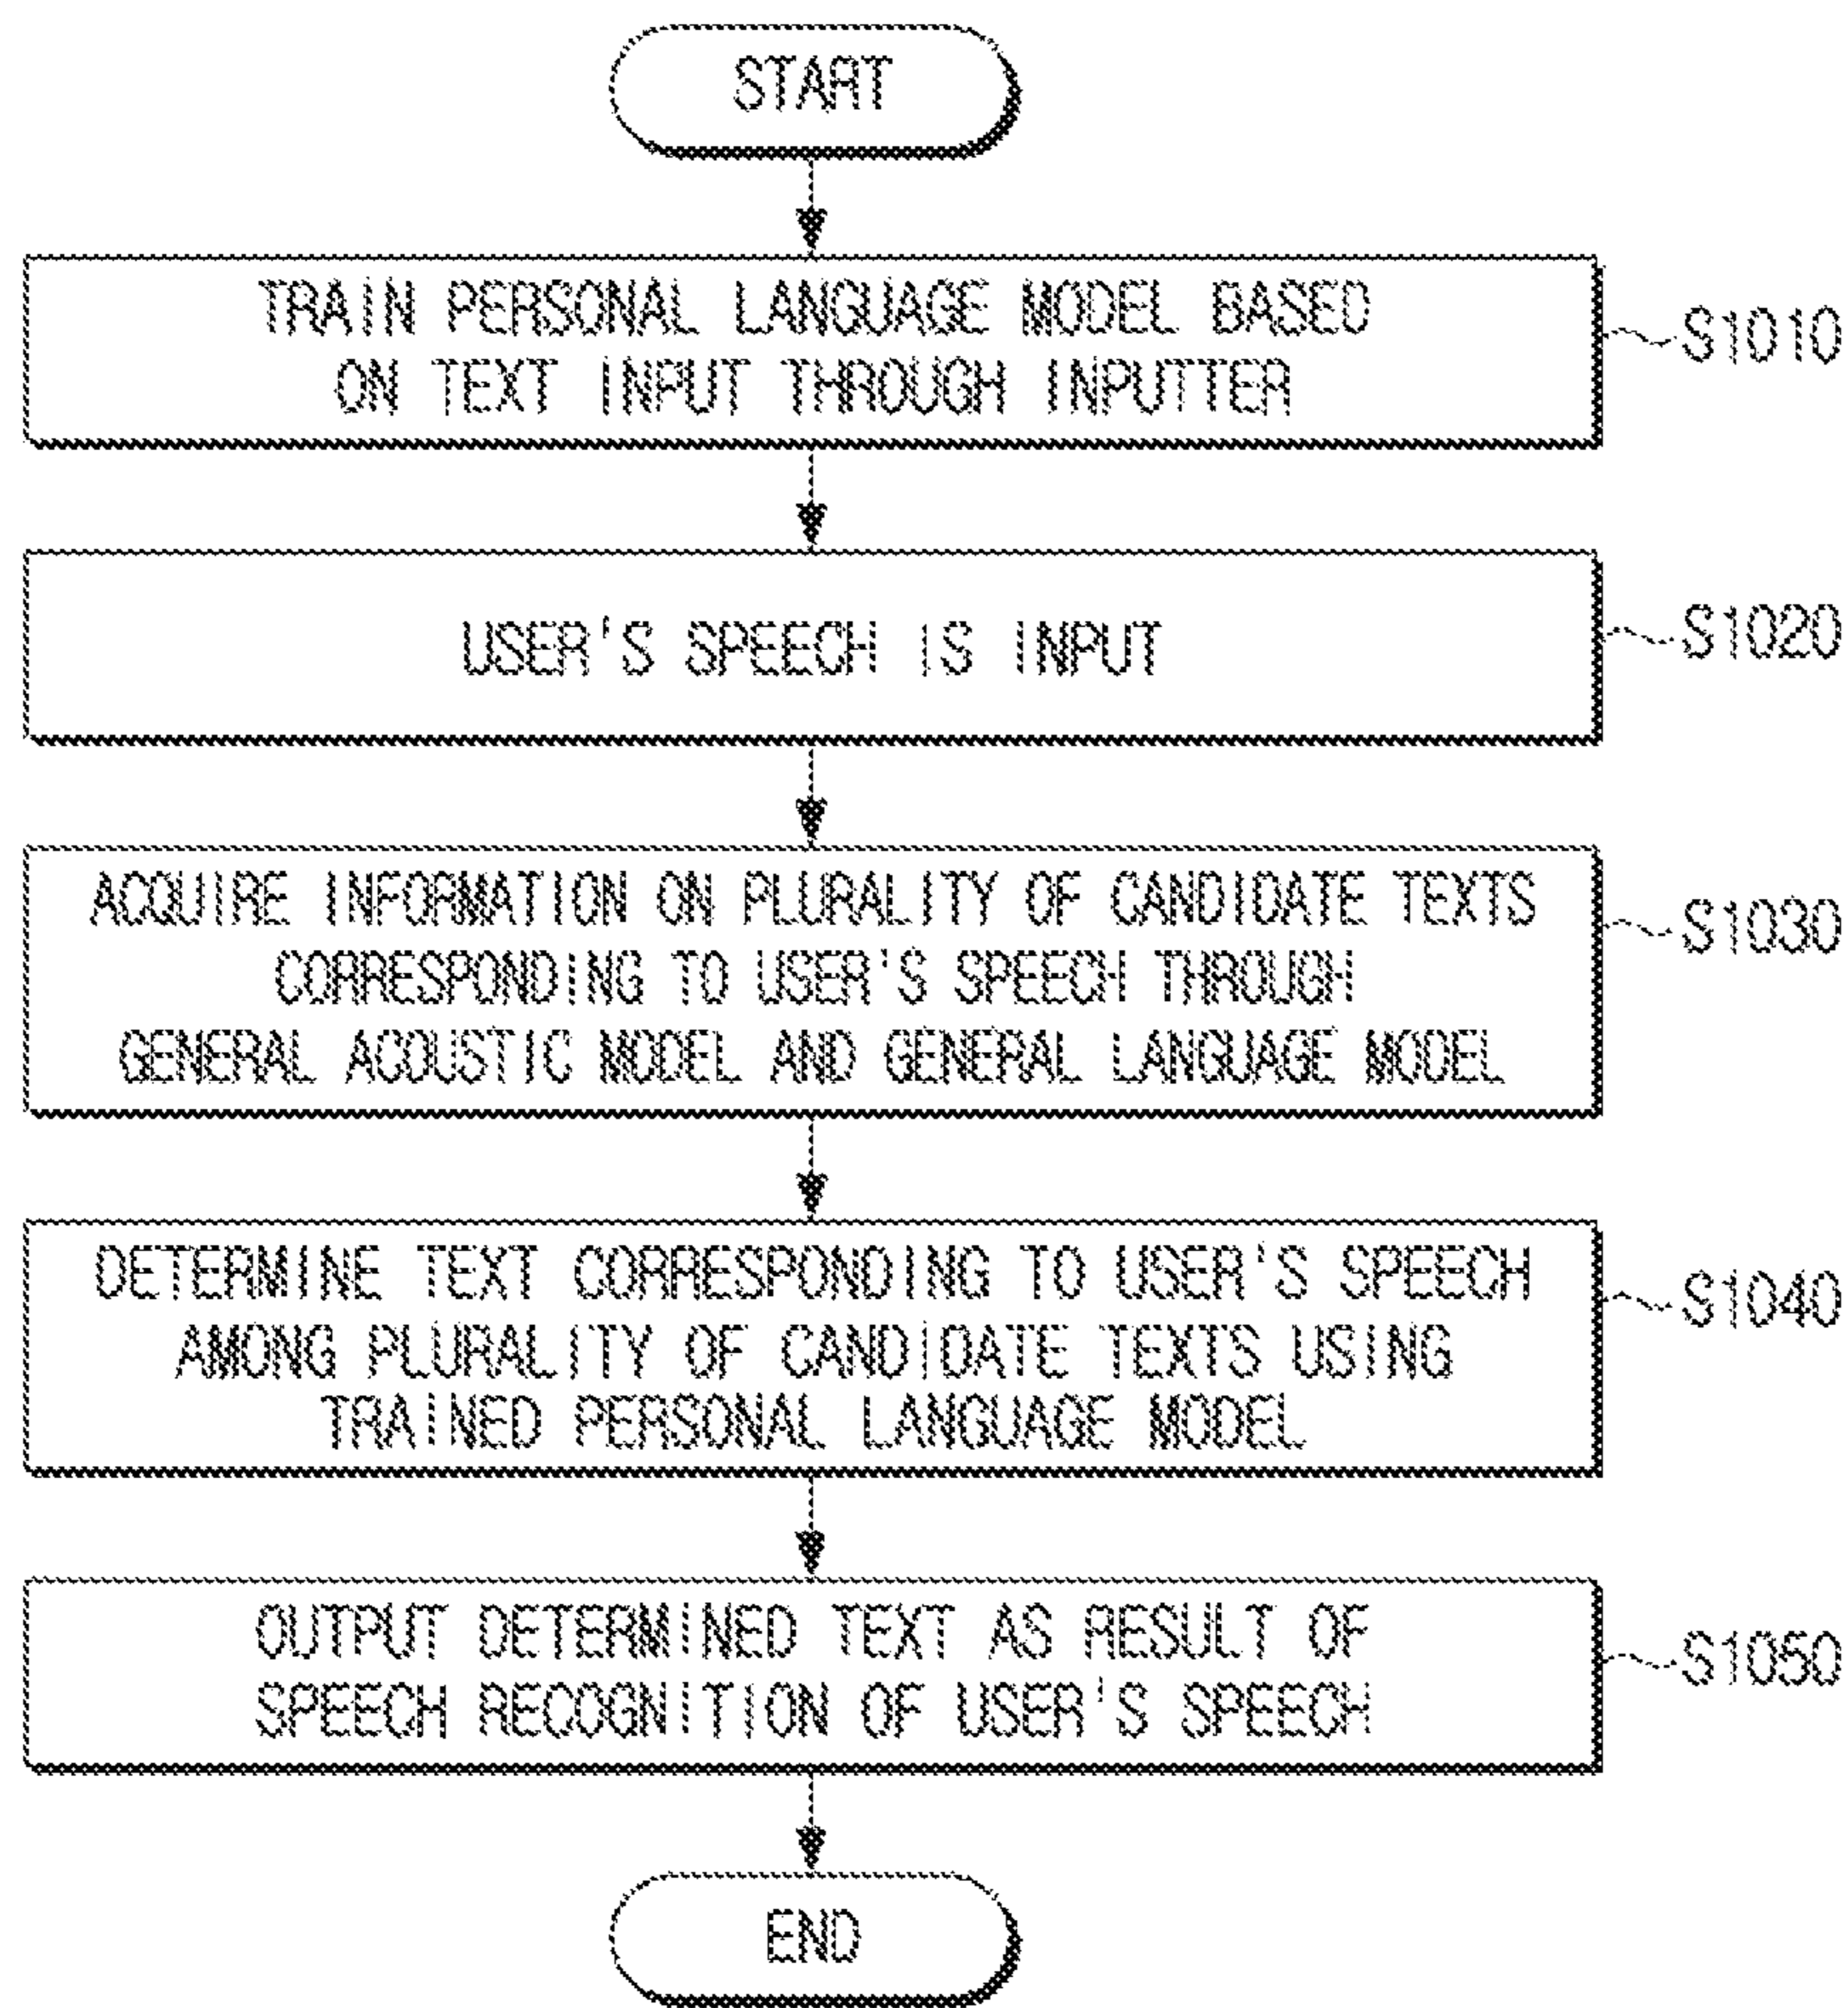 START
TRAIN PERSONAL LANGUAGE MODEL BASED
ON TEXT INPUT THROUGH INPUTTER
S1010
USER'S SPEECH IS INPUT
S1020
ACQUIRE INFORMATION ON PLURALITY OF CANDIDATE TEXTS
CORRESPONDING TO USER'S SPEECH THROUGH
GENERAL ACOUSTIC MODEL AND GENERAL LANGUAGE MODEL
S1030
DETERMINE TEXT CORRESPONDING TO USER'S SPEECH
AMONG PLURALITY OF CANDIDATE TEXTS USING
TRAINED PERSONAL LANGUAGE MODEL
S1040
OUTPUT DETERMINED TEXT AS RESULT OF
SPEECH RECOGNITION OF USER'S SPEECH
S1050
END